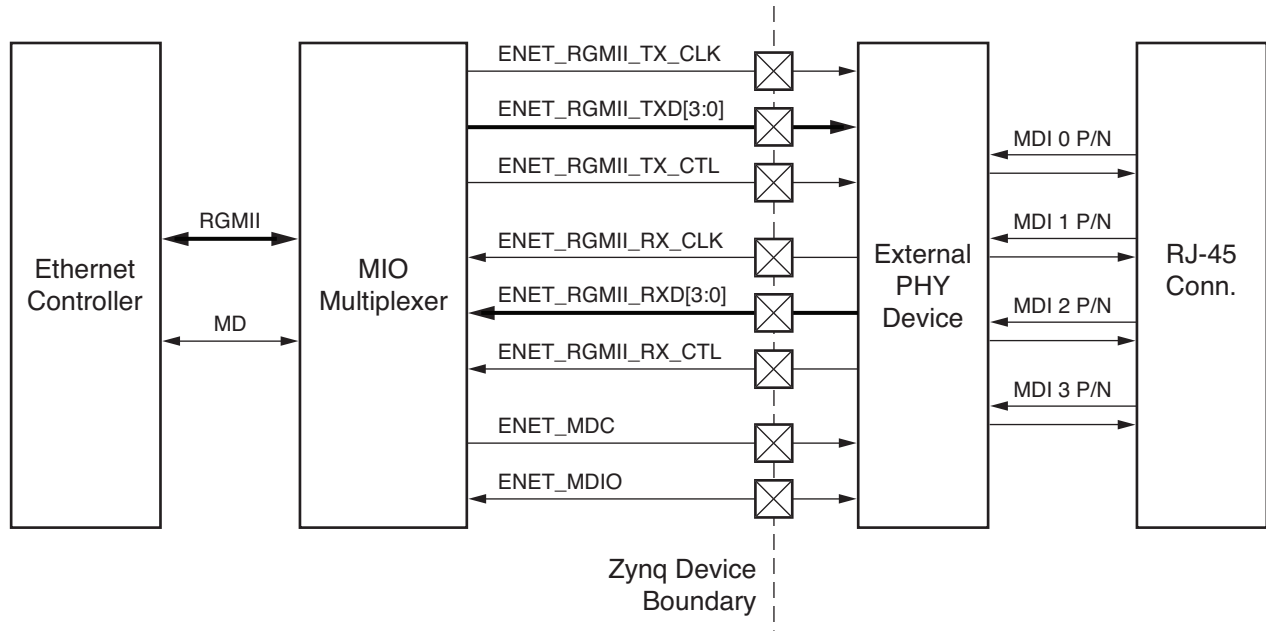 Ethernet
Controller
RGMII
MD
MIO
Multiplexer
ENET_RGMII_TX_CLK
ENET_RGMII_TXD[3:0]
ENET_RGMII_TX_CTL
ENET_RGMII_RX_CLK
ENET_RGMII_RXD[3:0]
ENET_RGMII_RX_CTL
ENET_MDC
ENET_MDIO
Zynq Device
Boundary
External
PHY
Device
MDI 0 P/N
MDI 1 P/N
MDI 2 P/N
MDI 3 P/N
RJ-45
Conn.